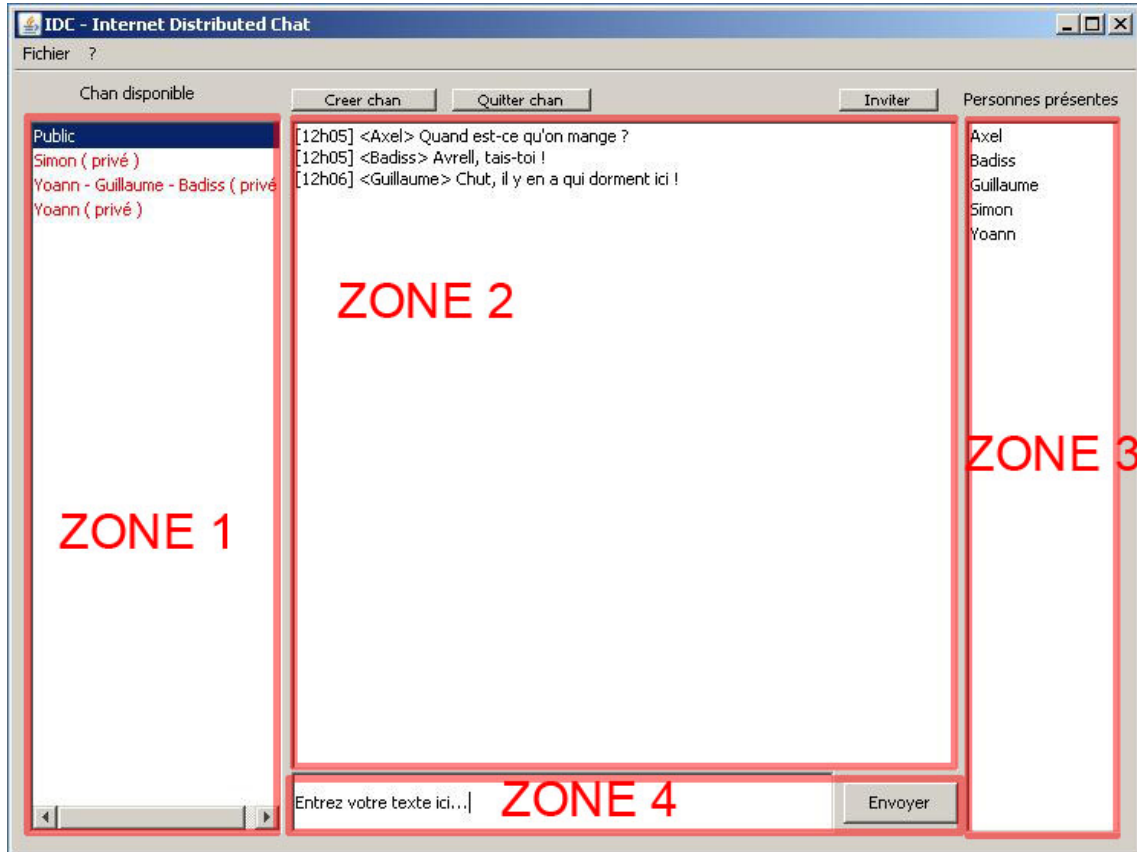 IDC - Internet Distributed Chat
Fichier ?
Chan disponible
Creer chan
Quitter chan
Inviter
Personnes présentes
Public
Simon ( privé )
Yoann - Guillaume - Badiss ( privé
Yoann ( privé )
ZONE 1
[12h05] <Axel> Quand est-ce qu'on mange ?
[12h05] <Badiss> Avrell, tais-toi !
[12h06] <Guillaume> Chut, il y en a qui dorment ici !
ZONE 2
Axel
Badiss
Guillaume
Simon
Yoann
ZONE 3
Entrez votre texte ici...
ZONE 4
Envoyer